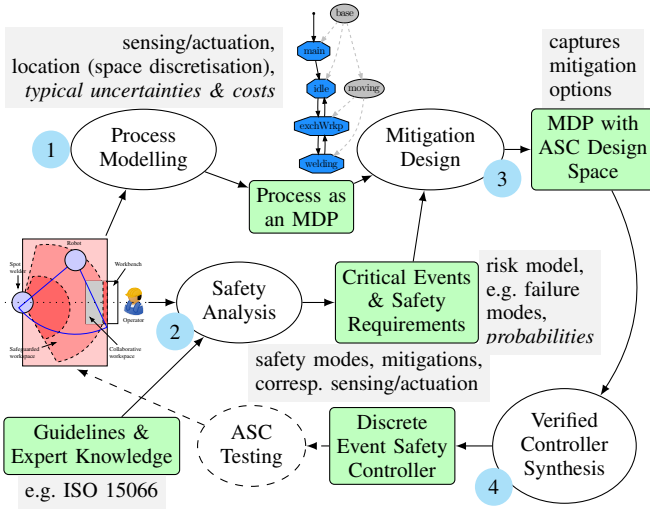 sensing/actuation,
location (space discretisation),
typical uncertainties & costs
base
main
idle
moving
exchWrkp
welding
captures
mitigation
options
1
Process
Modelling
Mitigation
Design
3
MDP with
ASC Design
Space
Process as
an MDP
Robot
Spot
welder
Workbench
Operator
Safeguarded
workspace
Collaborative
workspace
Safety
Analysis
2
Critical Events
& Safety
Requirements
risk model,
e.g. failure
modes,
probabilities
safety modes, mitigations,
corresp. sensing/actuation
Guidelines &
Expert Knowledge
e.g. ISO 15066
ASC
Testing
Discrete
Event Safety
Controller
Verified
Controller
Synthesis
4